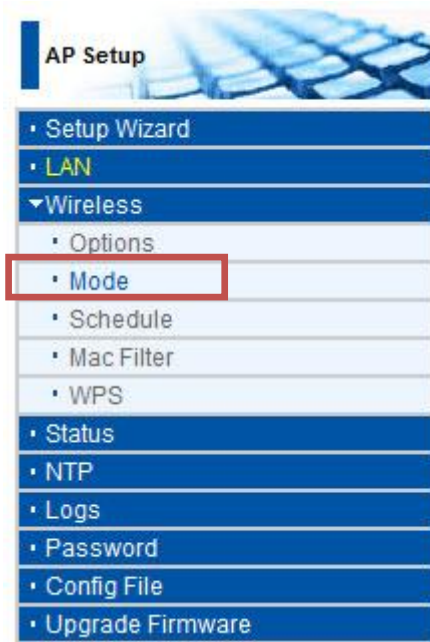 AP Setup
Setup Wizard
LAN
Wireless
Options
Mode
Schedule
Mac Filter
WPS
Status
NTP
Logs
Password
Config File
Upgrade Firmware